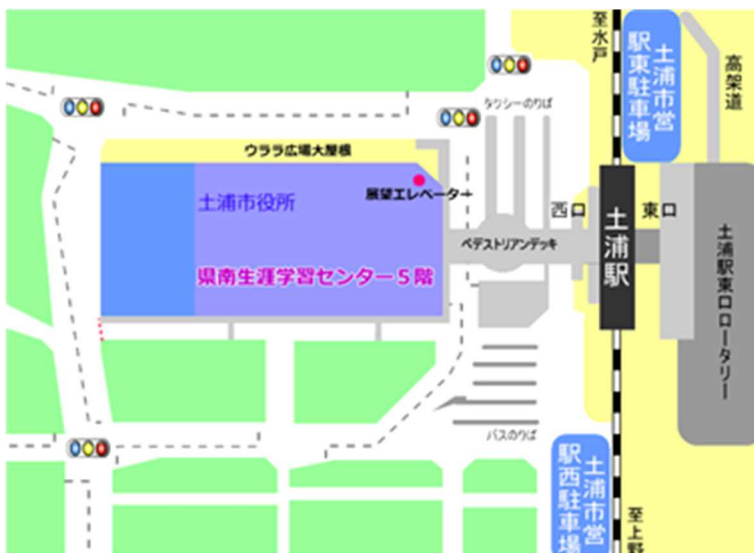 至水戸
土浦市営
駅東駐車場
高架道
タクシーのりば
ウララ広場大屋根
展望エレベーター
土浦市役所
西口
土浦駅
東口
ペデストリアンデッキ
県南生涯学習センター5階
土浦駅東口ロータリー
バスのりば
土浦市営
駅西駐車場
至上野